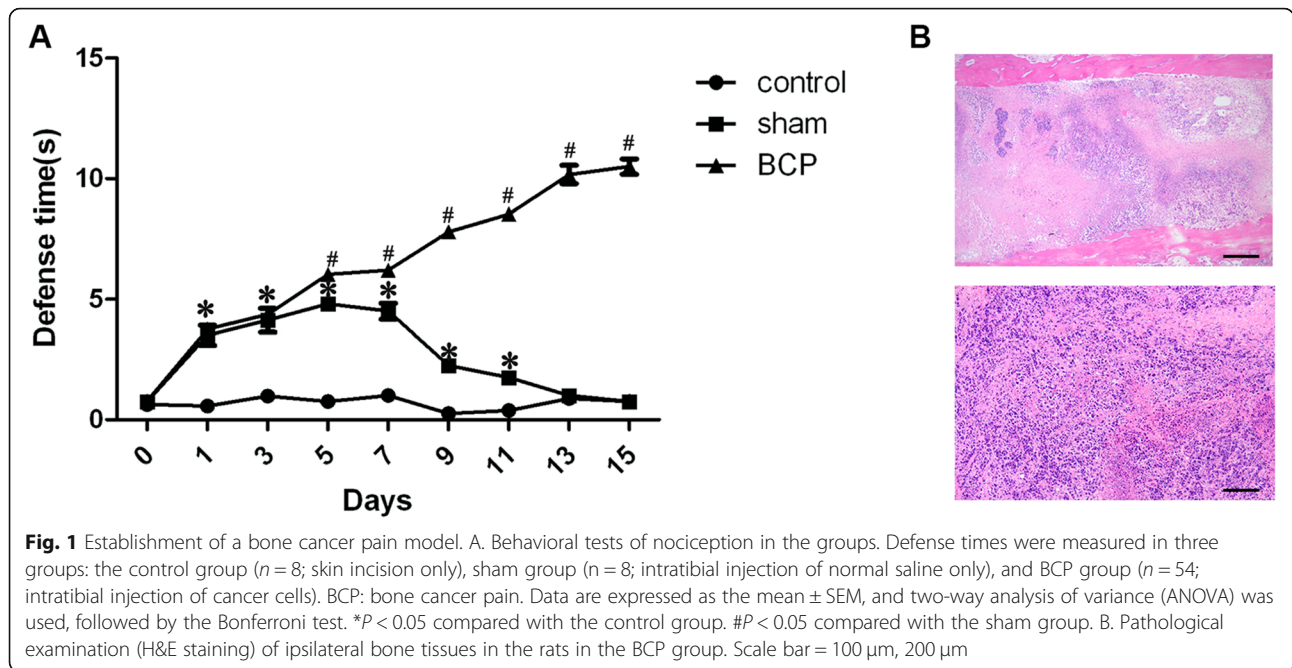 A
15
10
5
0
Defense time(s)
control
sham
BCP
# # # # # #
* * * * * *
0 1 3 5 7 9 11 13 15
Days
B
Fig. 1 Establishment of a bone cancer pain model. A. Behavioral tests of nociception in the groups. Defense times were measured in three
groups: the control group (n = 8; skin incision only), sham group (n = 8; intratibial injection of normal saline only), and BCP group (n = 54;
intratibial injection of cancer cells). BCP: bone cancer pain. Data are expressed as the mean ± SEM, and two-way analysis of variance (ANOVA) was
used, followed by the Bonferroni test. *P < 0.05 compared with the control group. #P < 0.05 compared with the sham group. B. Pathological
examination (H&E staining) of ipsilateral bone tissues in the rats in the BCP group. Scale bar = 100 μm, 200 μm